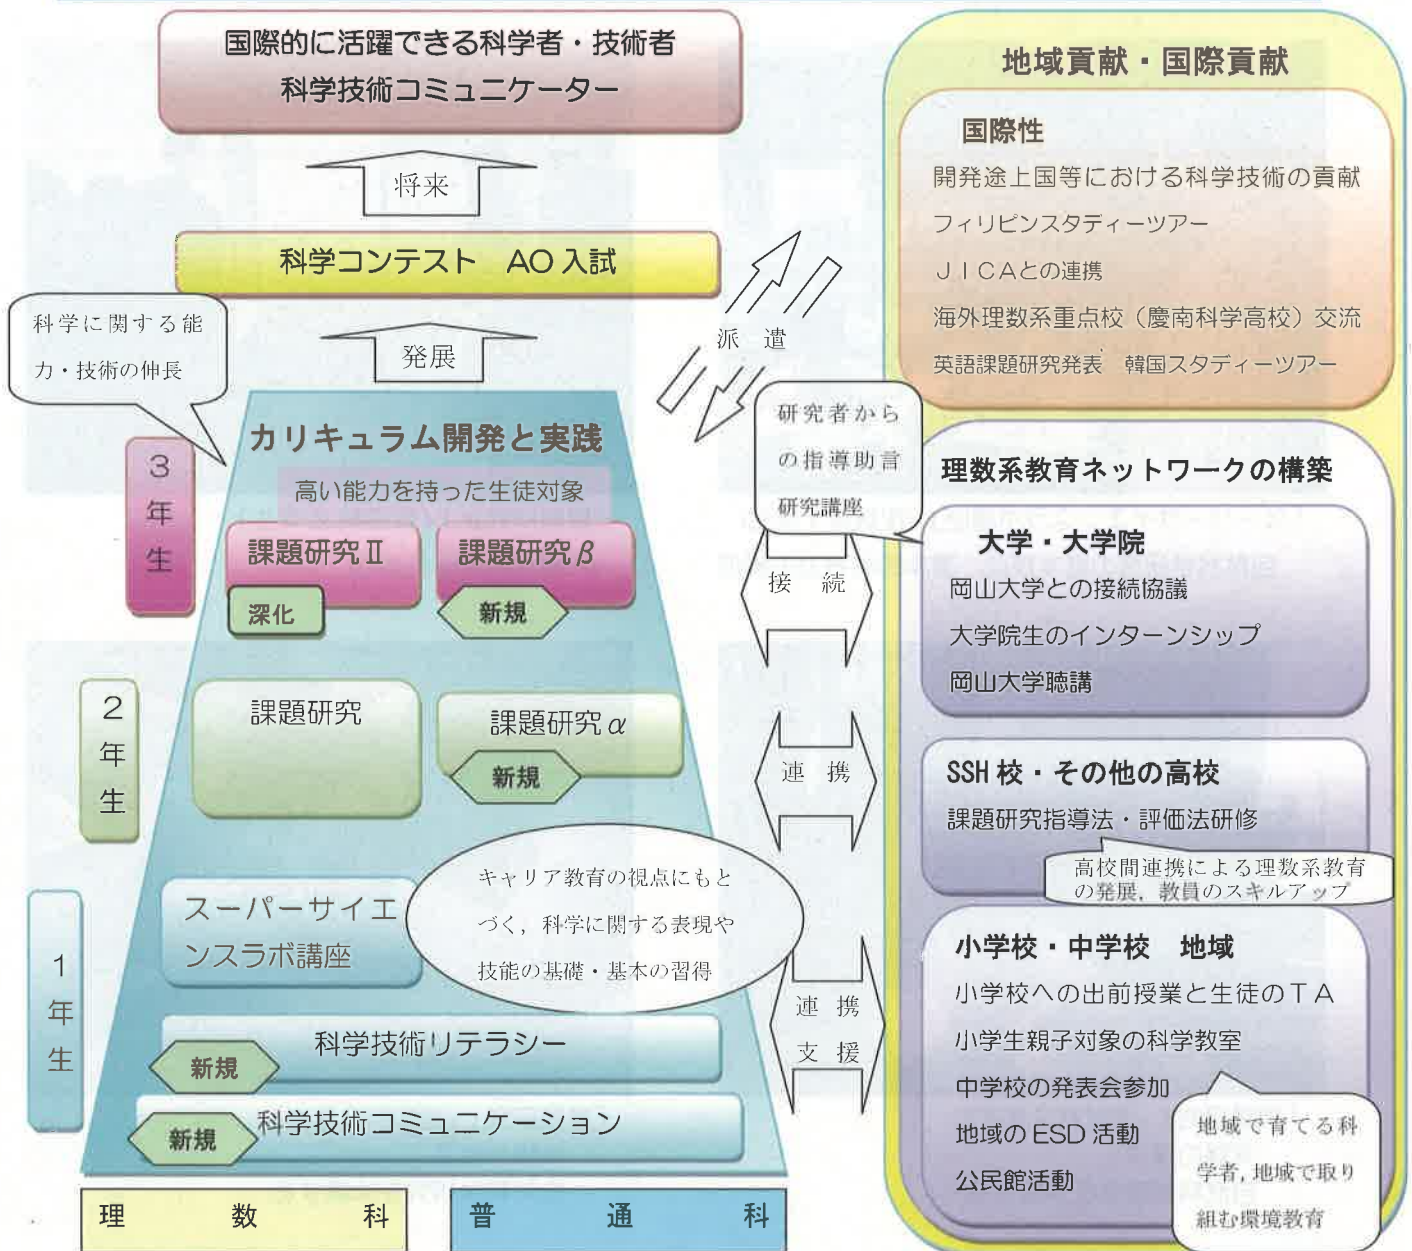 国際的に活躍できる科学者・技術者
科学技術コミュニケーター
将来
科学コンテスト　AO入試
科学に関する能
力・技術の伸長
発展
派　遣
カリキュラム開発と実践
高い能力を持った生徒対象
3年生
課題研究Ⅱ
深化
課題研究β
新規
2年生
課題研究
課題研究α
新規
1年生
スーパーサイエ
ンスラボ講座
キャリア教育の視点にもと
づく，科学に関する表現や
技能の基礎・基本の習得
科学技術リテラシー
新規
科学技術コミュニケーション
新規
理　数　科
普　通　科
研究者から
の指導助言
研究講座
接　続
連　携
連　携
支　援
地域貢献・国際貢献
国際性
開発途上国等における科学技術の貢献
フィリピンスタディーツアー
ＪＩＣＡとの連携
海外理数系重点校（慶南科学高校）交流
英語課題研究発表　韓国スタディーツアー
理数系教育ネットワークの構築
大学・大学院
岡山大学との接続協議
大学院生のインターンシップ
岡山大学聴講
SSH校・その他の高校
課題研究指導法・評価法研修
高校間連携による理数系教育
の発展，教員のスキルアップ
小学校・中学校　地域
小学校への出前授業と生徒のＴＡ
小学生親子対象の科学教室
中学校の発表会参加
地域のESD活動
公民館活動
地域で育てる科
学者，地域で取り
組む環境教育